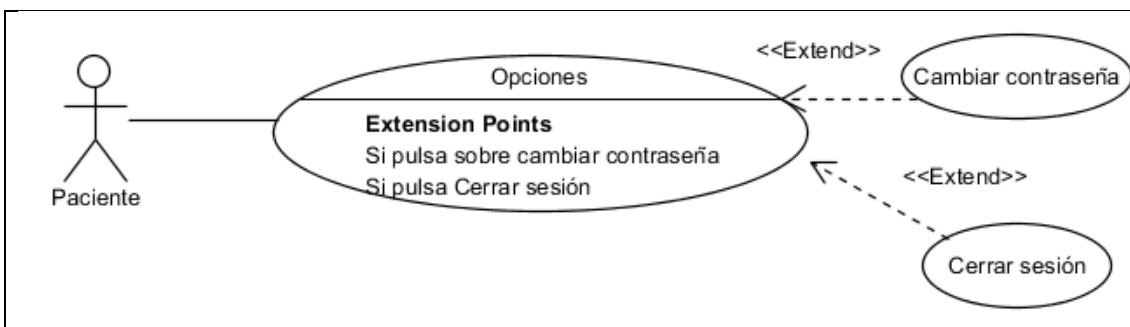 <<Extend>>
Opciones
Cambiar contraseña
Extension Points
Si pulsa sobre cambiar contraseña
Si pulsa Cerrar sesión
<<Extend>>
Paciente
Cerrar sesión